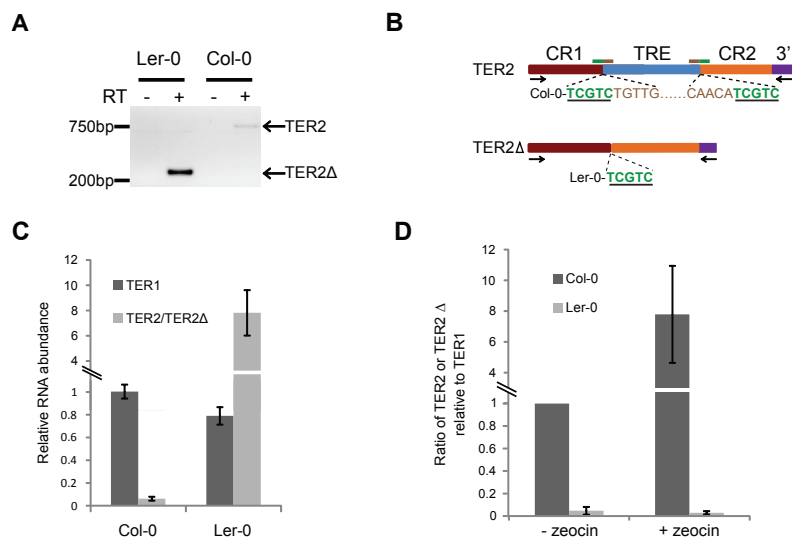 A
Ler-0 Col-0
RT - + - +
750bp
TER2
200bp
TER2Δ
B
CR1 TRE CR2 3'
TER2
Col-0-TCGTCTGTTG......CAACATCGTC
TER2Δ
Ler-0-TCGTC
C
Relative RNA abundance
12
10
8
6
4
2
1
0.8
0.6
0.4
0.2
0
TER1
TER2/TER2Δ
Col-0 Ler-0
D
Ratio of TER2 or TER2 Δ
relative to TER1
12
10
8
6
4
2
1
0.8
0.6
0.4
0.2
0
Col-0
Ler-0
- zeocin + zeocin